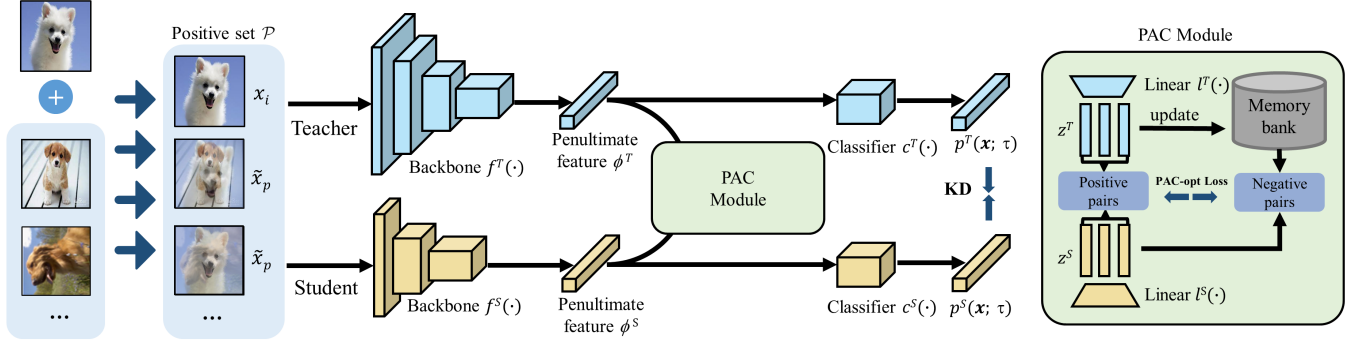 Positive set 𝒫
x_i
x̃_p
x̃_p
...
...
Teacher
Student
Backbone f^T(·)
Penultimate
feature ϕ^T
Classifier c^T(·)
p^T(x; τ)
PAC
Module
KD
Backbone f^S(·)
Penultimate
feature ϕ^S
Classifier c^S(·)
p^S(x; τ)
PAC Module
Linear l^T(·)
z^T
update
Memory
bank
Positive
pairs
PAC-opt Loss
Negative
pairs
z^S
Linear l^S(·)